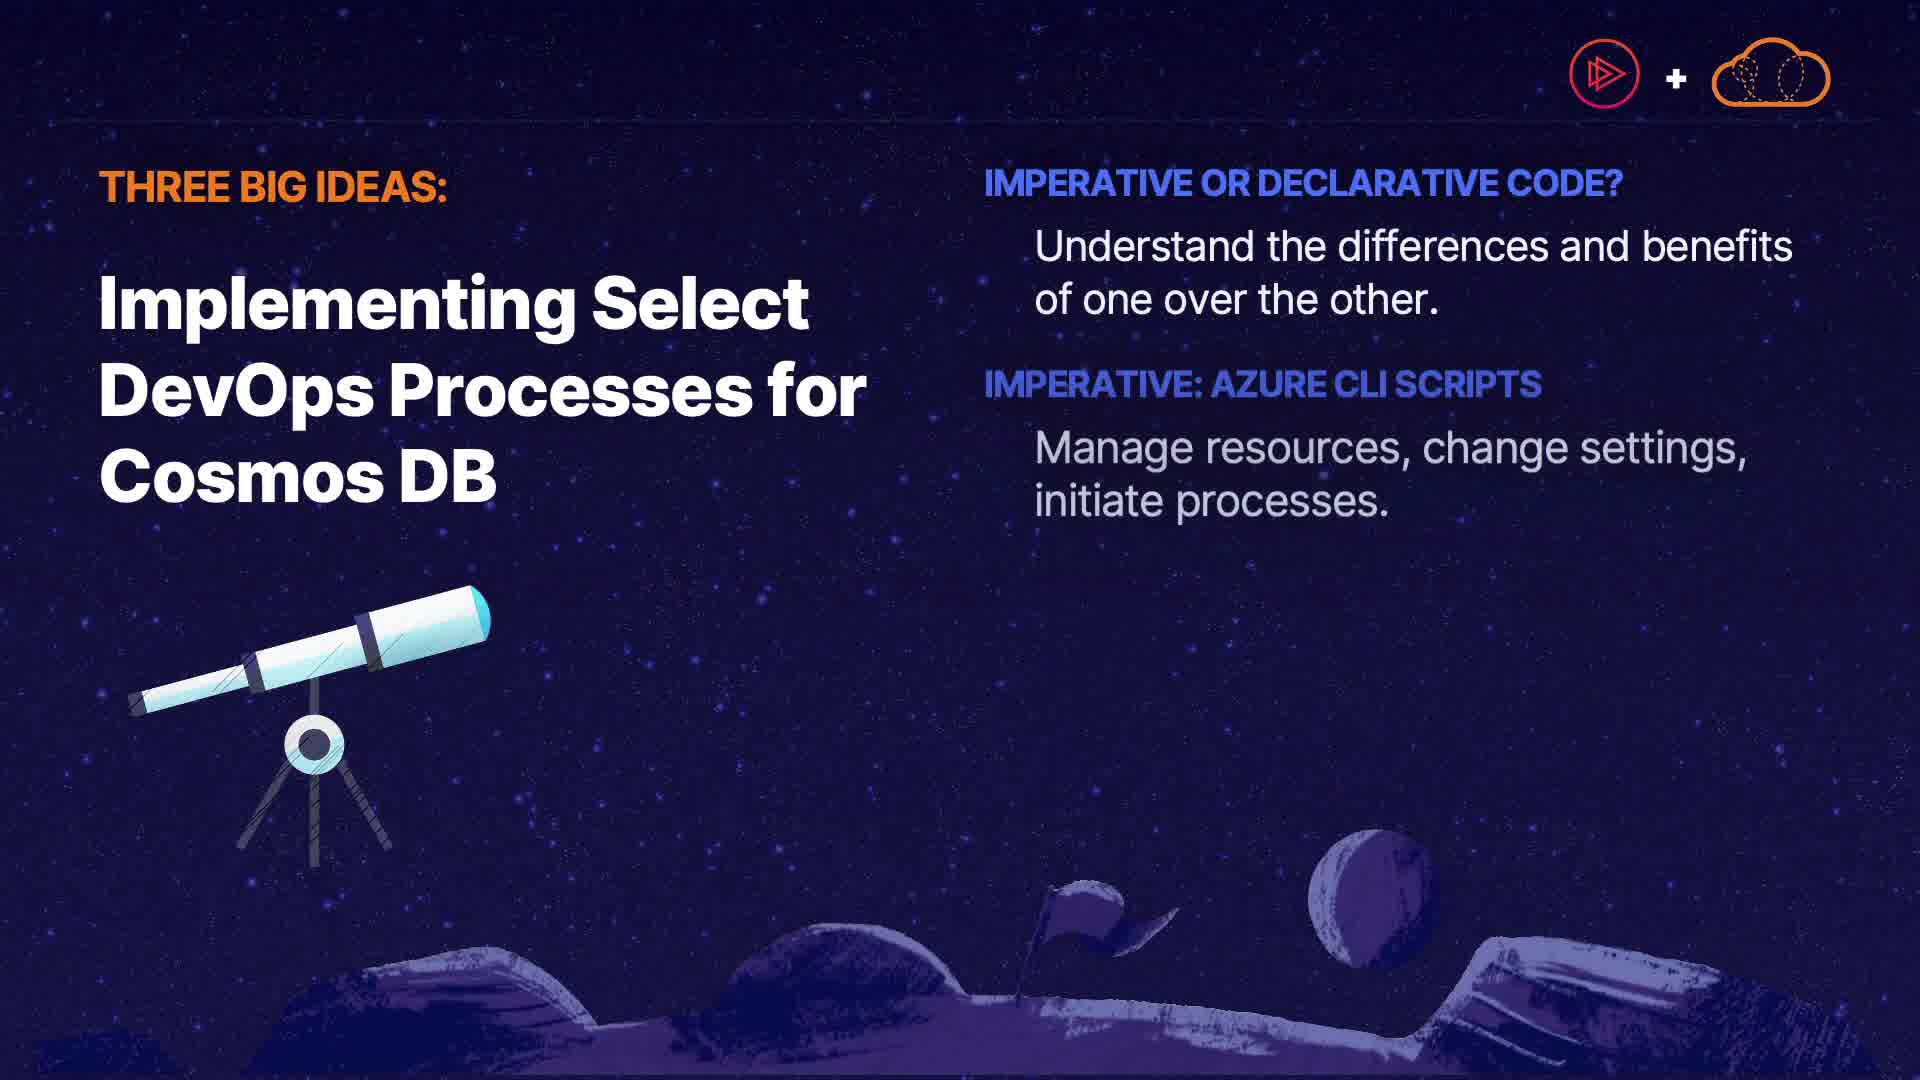 THREE BIG IDEAS:
Implementing Select
DevOps Processes for
Cosmos DB
IMPERATIVE OR DECLARATIVE CODE?
Understand the differences and benefits
of one over the other.
IMPERATIVE: AZURE CLI SCRIPTS
Manage resources, change settings,
initiate processes.
+